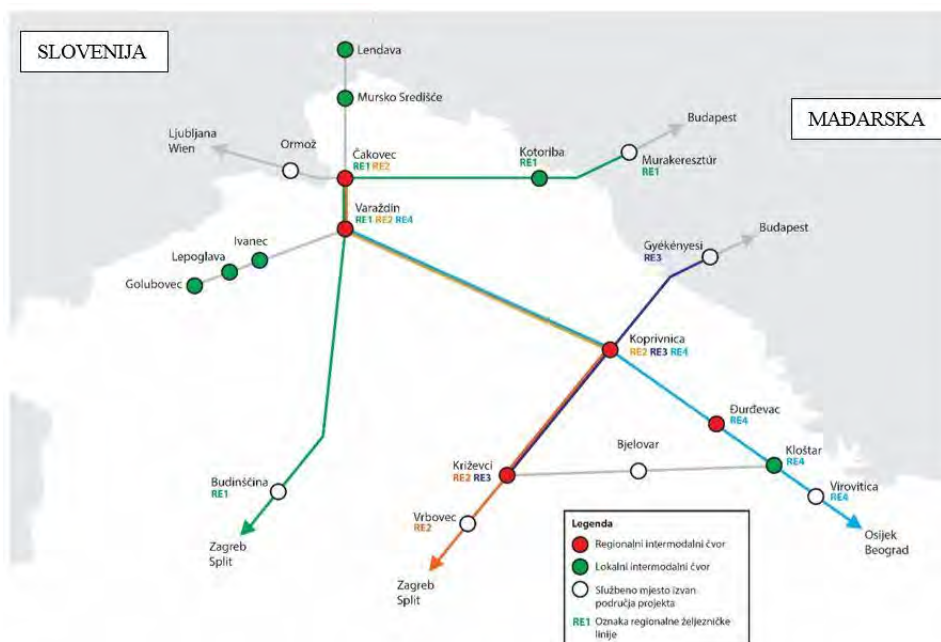 SLOVENIJA
MAĐARSKA
Lendava
Mursko Središće
Ljubljana
Wien
Ormož
Čakovec
RE1 RE2
Kotoriba
RE1
Budapest
Murakeresztúr
RE1
Varaždin
RE1 RE2 RE4
Ivanec
Lepoglava
Golubovec
Budapest
Gyékényesi
RE3
Koprivnica
RE2 RE3 RE4
Đurđevac
RE4
Bjelovar
Kloštar
RE4
Križevci
RE2 RE3
Virovitica
RE4
Budinščina
RE1
Vrbovec
RE2
Osijek
Beograd
Zagreb
Split
Zagreb
Split
Legenda
Regionalni intermodalni čvor
Lokalni intermodalni čvor
Službeno mjesto izvan
područja projekta
RE1 Oznaka regionalne željezničke
linije